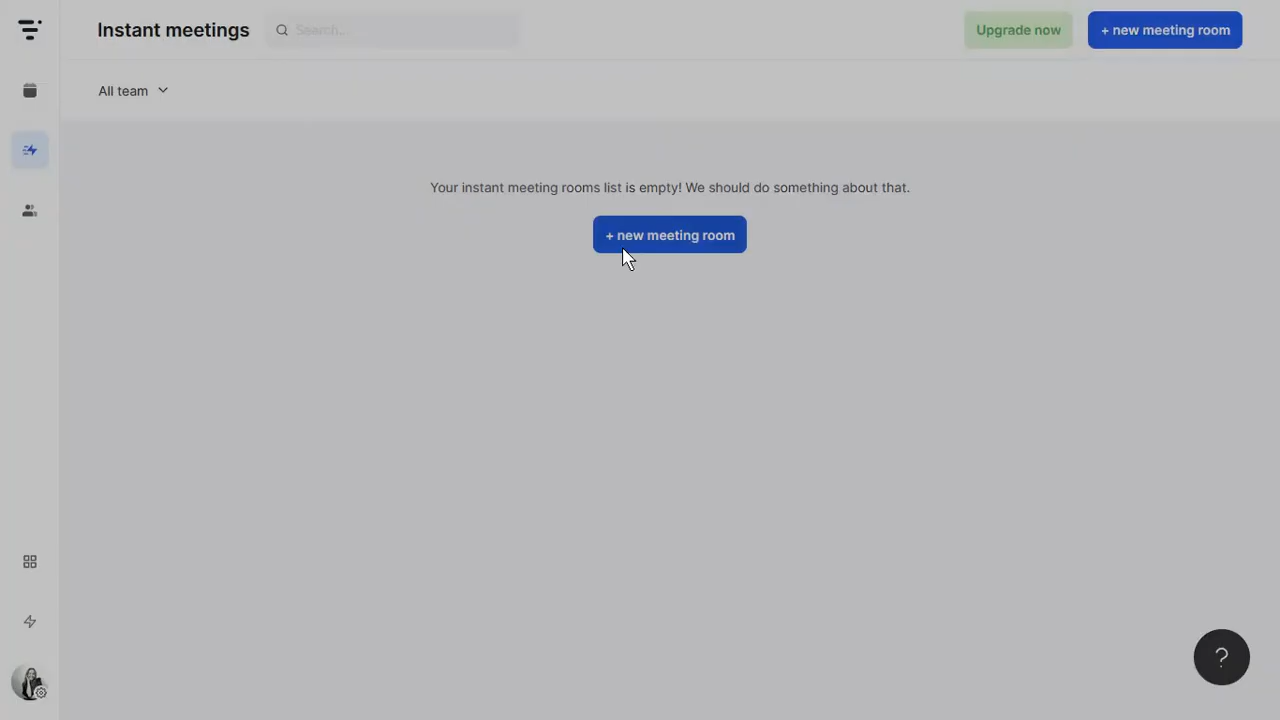 Instant meetings
Search...
Upgrade now
+ new meeting room
All team
Your instant meeting rooms list is empty! We should do something about that.
+ new meeting room
?